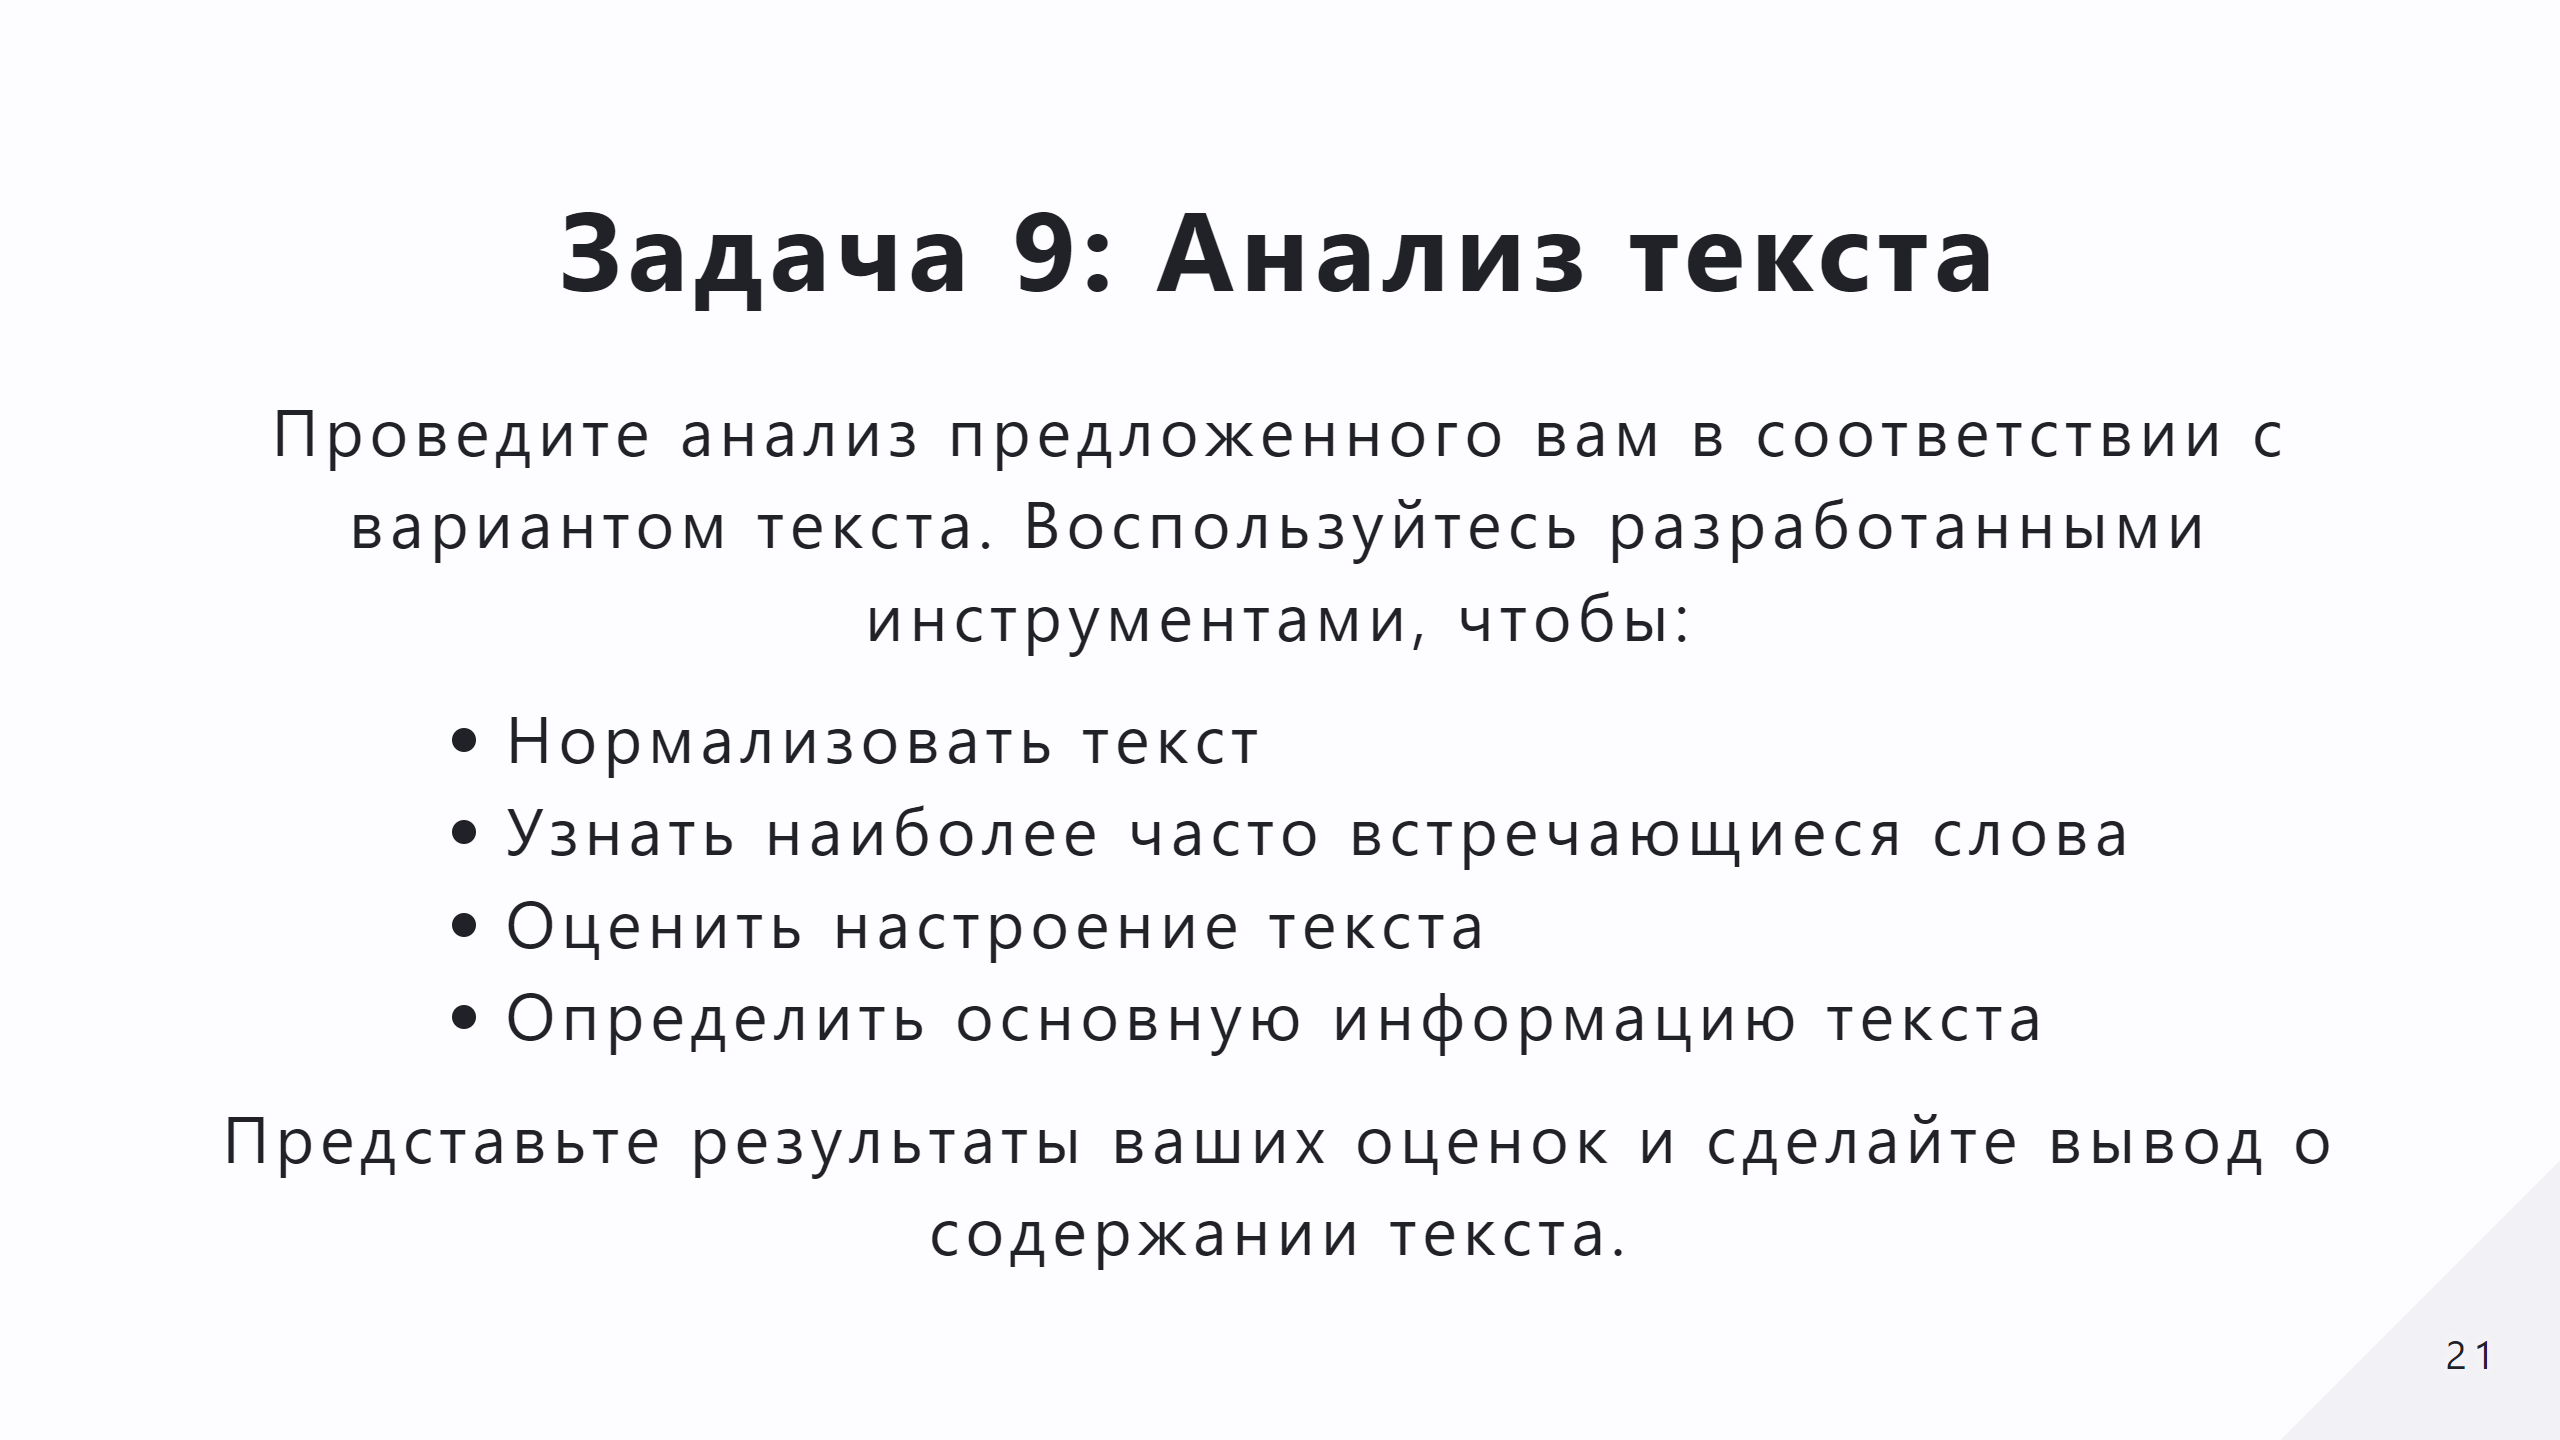 Задача 9: Анализ текста
Проведите анализ предложенного вам в соответствии с
вариантом текста. Воспользуйтесь разработанными
инструментами, чтобы:
• Нормализовать текст
• Узнать наиболее часто встречающиеся слова
• Оценить настроение текста
• Определить основную информацию текста
Представьте результаты ваших оценок и сделайте вывод о
содержании текста.
21